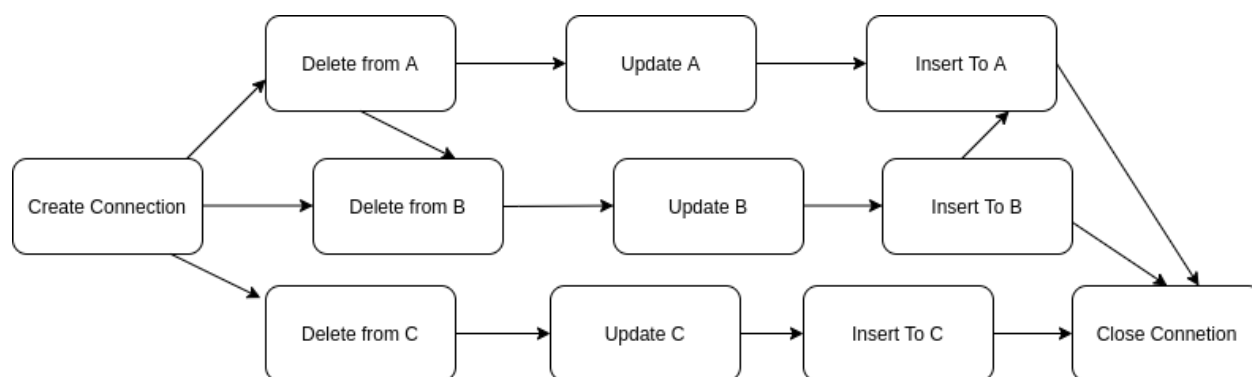 Delete from A
Update A
Insert To A
Create Connection
Delete from B
Update B
Insert To B
Delete from C
Update C
Insert To C
Close Connetion